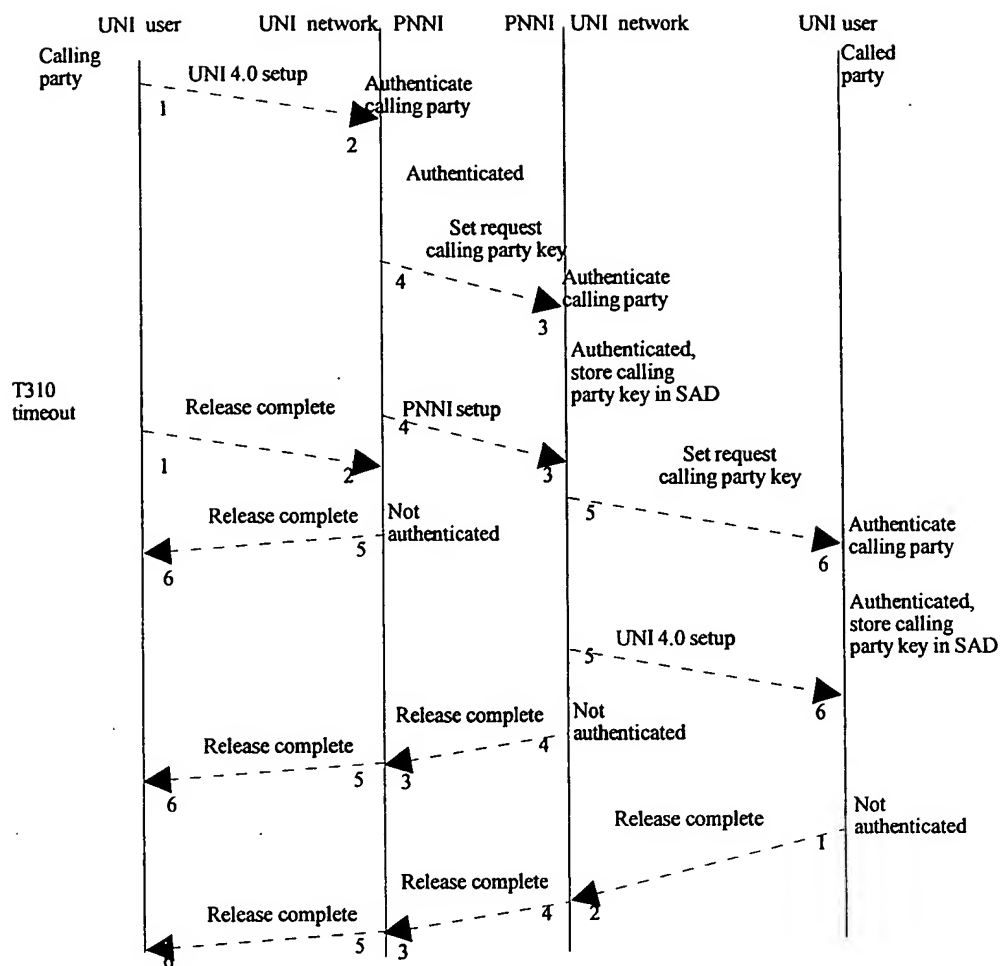 UNI user
UNI network
PNNI
PNNI
UNI network
UNI user
Calling
party
Called
party
UNI 4.0 setup
1
2
Authenticate
calling party
Authenticated
Set request
calling party key
4
3
Authenticate
calling party
Authenticated,
store calling
party key in SAD
T310
timeout
Release complete
1
2
PNNI setup
4
3
Set request
calling party key
5
6
Authenticate
calling party
Release complete
Not
authenticated
5
6
Authenticated,
store calling
party key in SAD
UNI 4.0 setup
5
6
Not
authenticated
Release complete
4
3
Release complete
5
6
Not
authenticated
Release complete
1
2
Release complete
4
3
Release complete
5